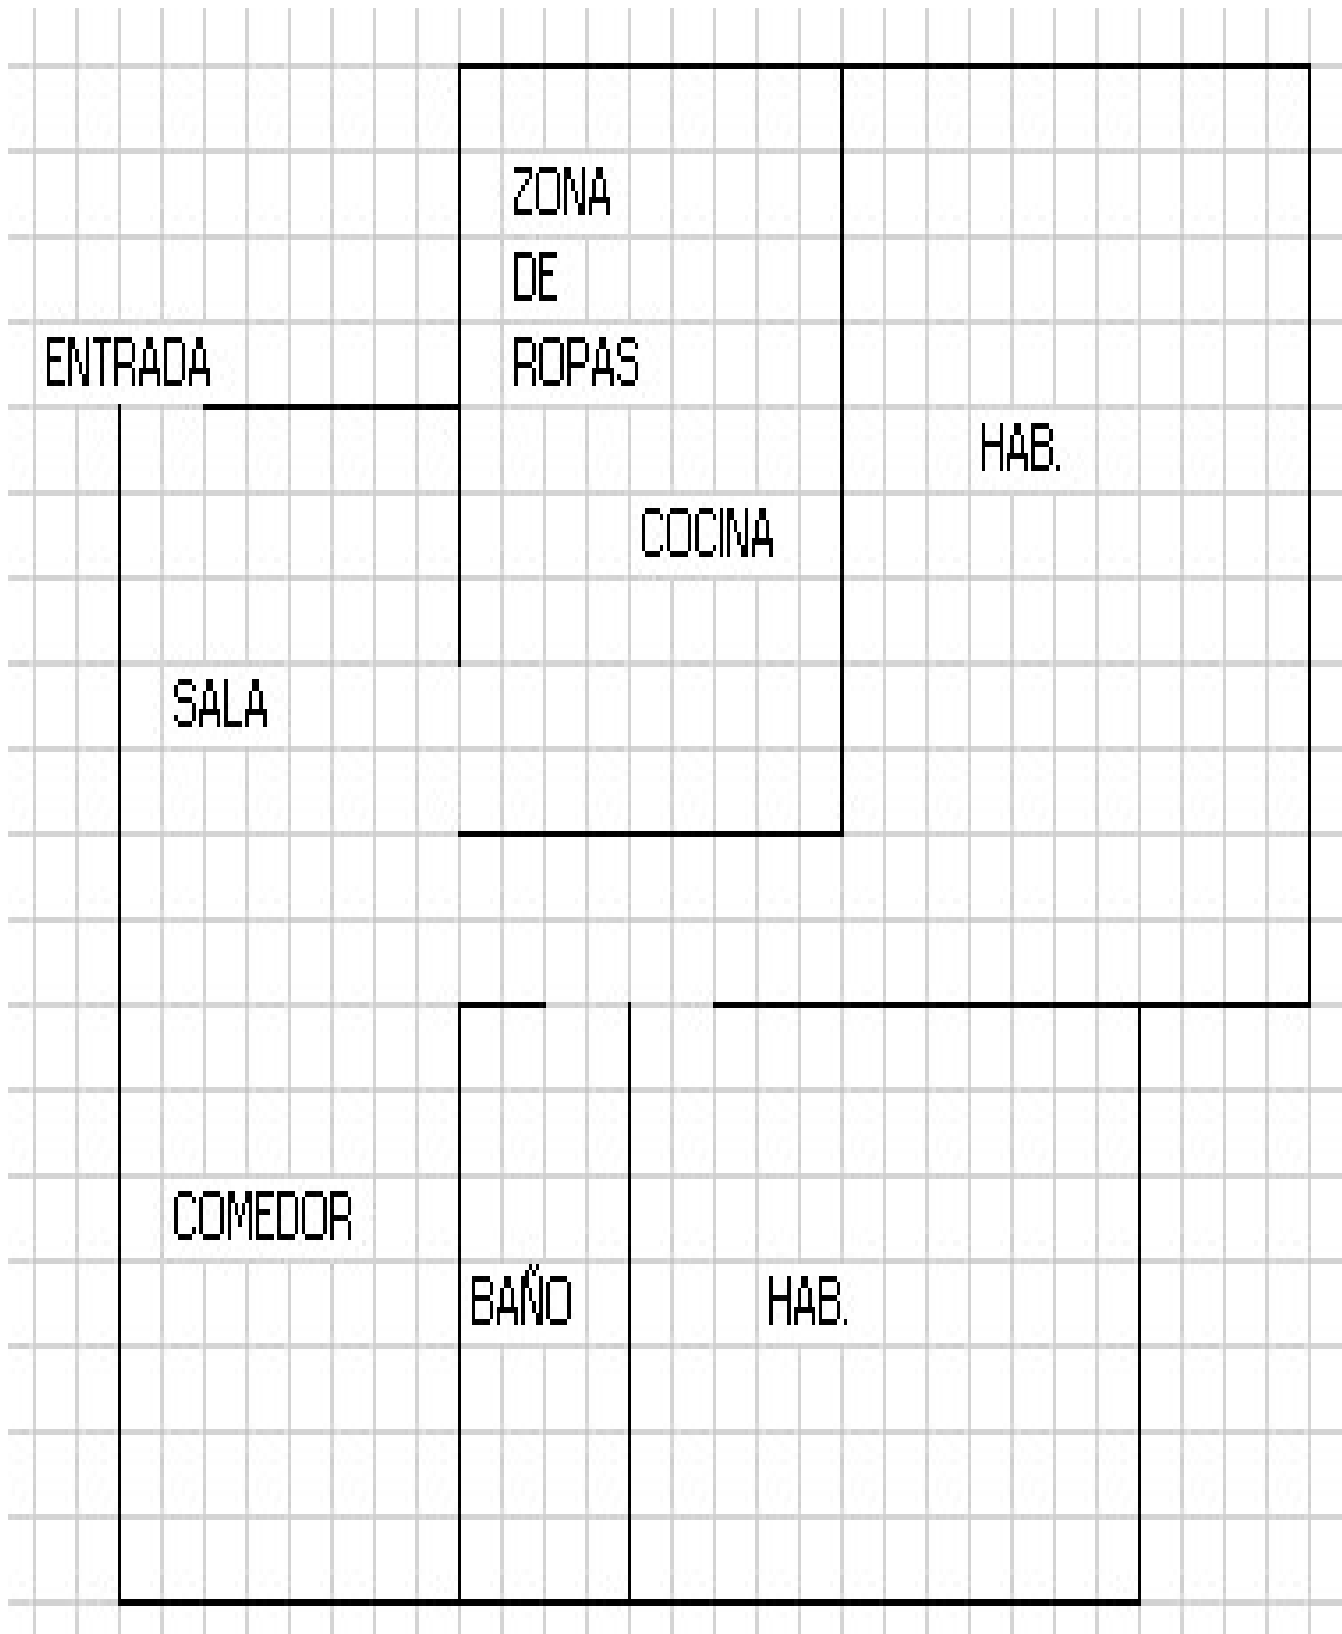 ZONA
DE
ROPAS
ENTRADA
HAB.
COCINA
SALA
COMEDOR
BAÑO
HAB.